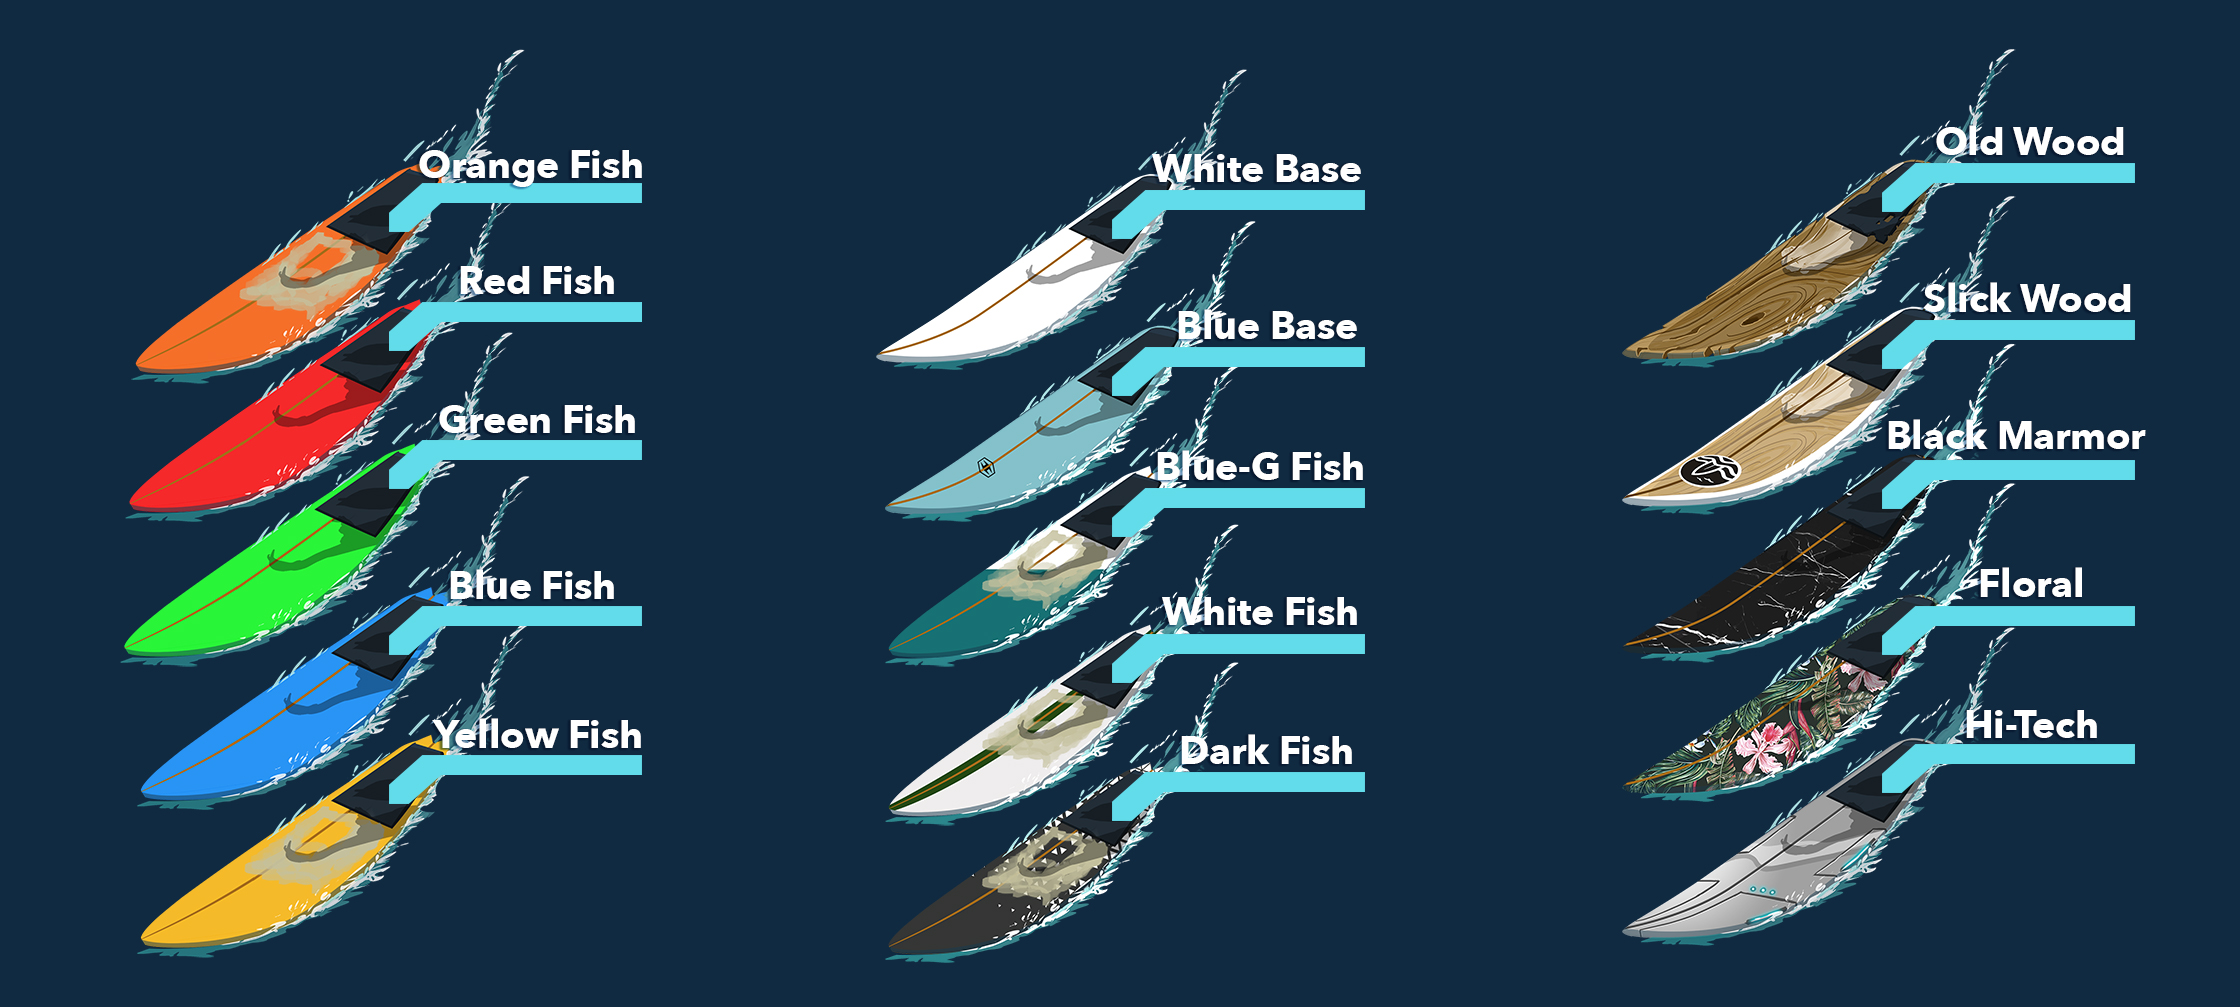 Orange Fish
Red Fish
Green Fish
Blue Fish
Yellow Fish
White Base
Blue Base
Blue-G Fish
White Fish
Dark Fish
Old Wood
Slick Wood
Black Marmor
Floral
Hi-Tech